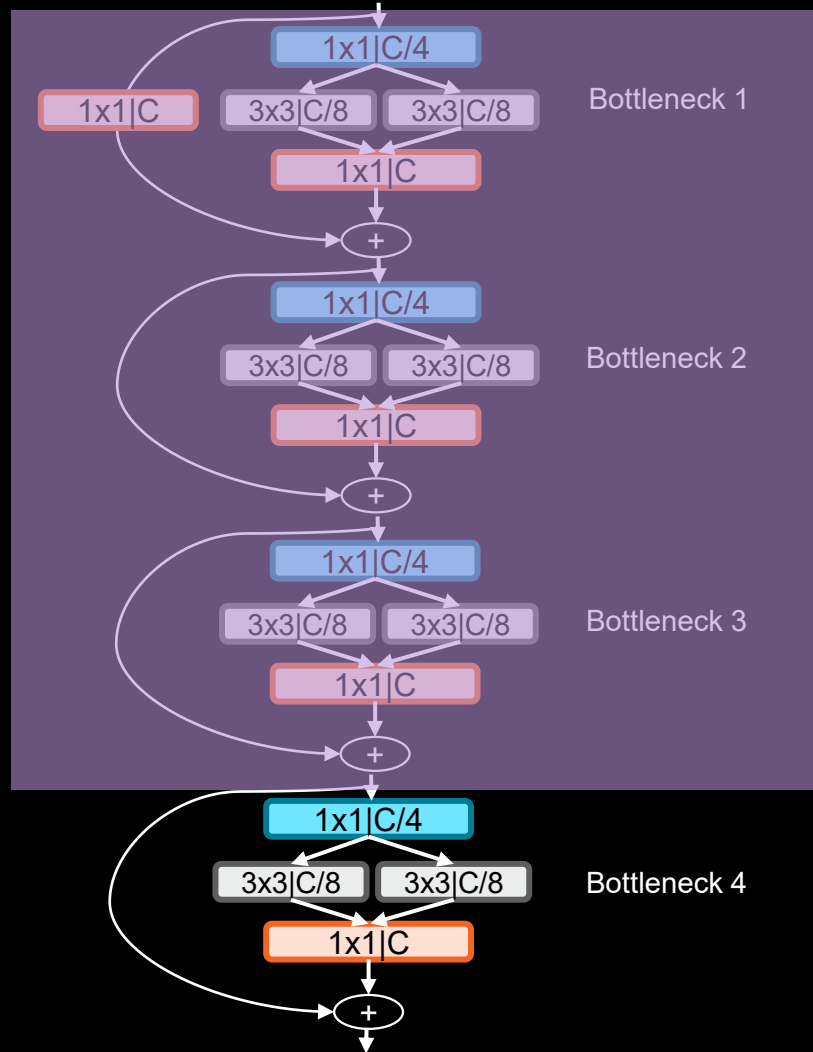 1x1|C/4
1x1|C
3x3|C/8 3x3|C/8
Bottleneck 1
1x1|C
+
1x1|C/4
3x3|C/8 3x3|C/8
Bottleneck 2
1x1|C
+
1x1|C/4
3x3|C/8 3x3|C/8
Bottleneck 3
1x1|C
+
1x1|C/4
3x3|C/8 3x3|C/8
Bottleneck 4
1x1|C
+